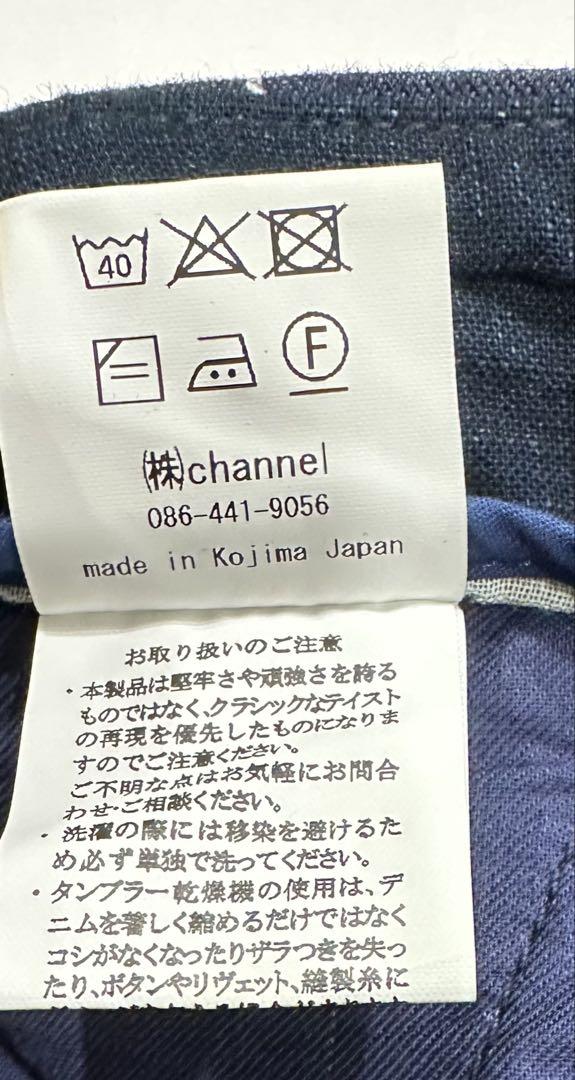 40
F
㈱channel
086-441-9056
made in Kojima Japan
お取り扱いのご注意
・本製品は堅牢さや頑強さを誇る
ものではなく、クラシックなテイスト
の再現を優先したものになりま
すのでご注意ください。
ご不明な点はお気軽にお問合
わせ・ご相談ください。
・洗濯の際には移染を避けるた
め必ず単独で洗ってください。
・タンブラー乾燥機の使用は、デ
ニムを著しく縮めるだけではなく
コシがなくなったりザラつきを失っ
たり、ボタンやリヴェット、縫製糸に